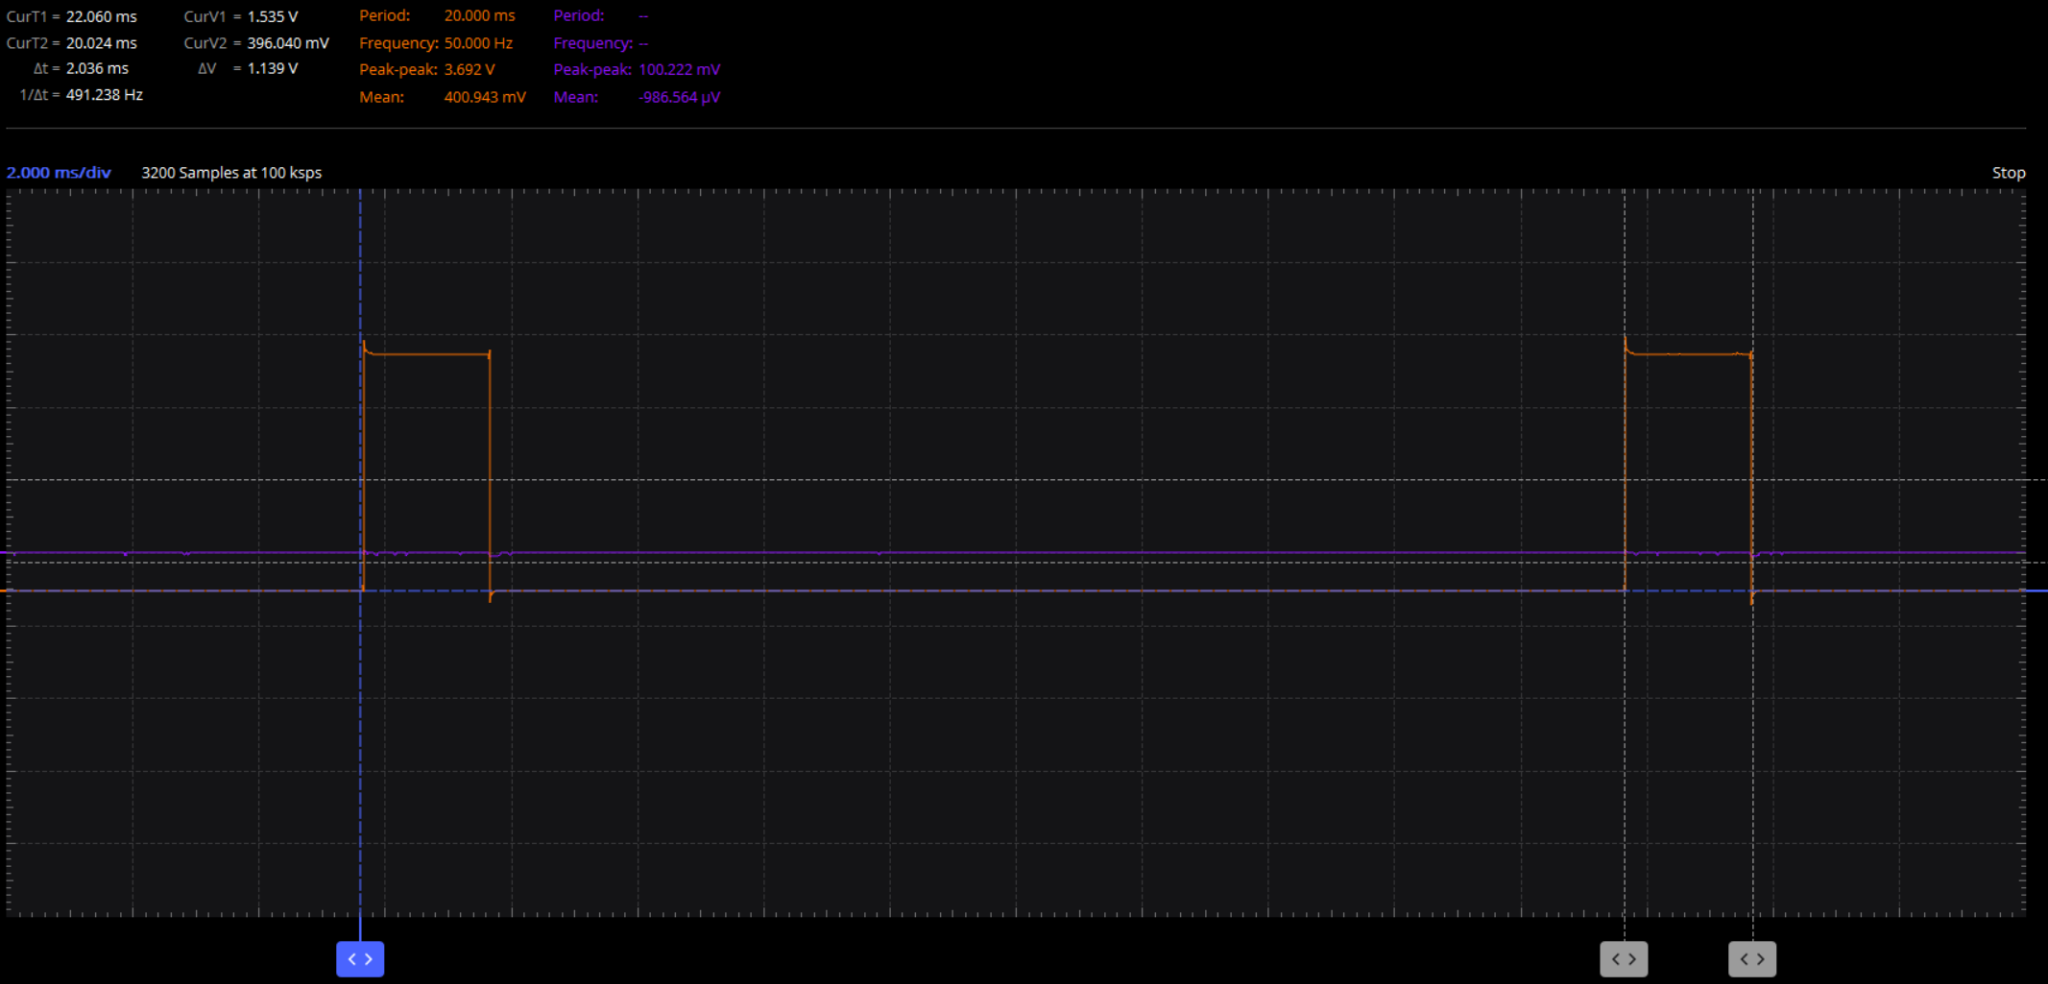 CurT1 = 22.060 ms CurV1 = 1.535 V Period: 20.000 ms Period: --
CurT2 = 20.024 ms CurV2 = 396.040 mV Frequency: 50.000 Hz Frequency: --
Δt = 2.036 ms ΔV = 1.139 V Peak-peak: 3.692 V Peak-peak: 100.222 mV
1/Δt = 491.238 Hz Mean: 400.943 mV Mean: -986.564 µV
2.000 ms/div 3200 Samples at 100 ksps Stop